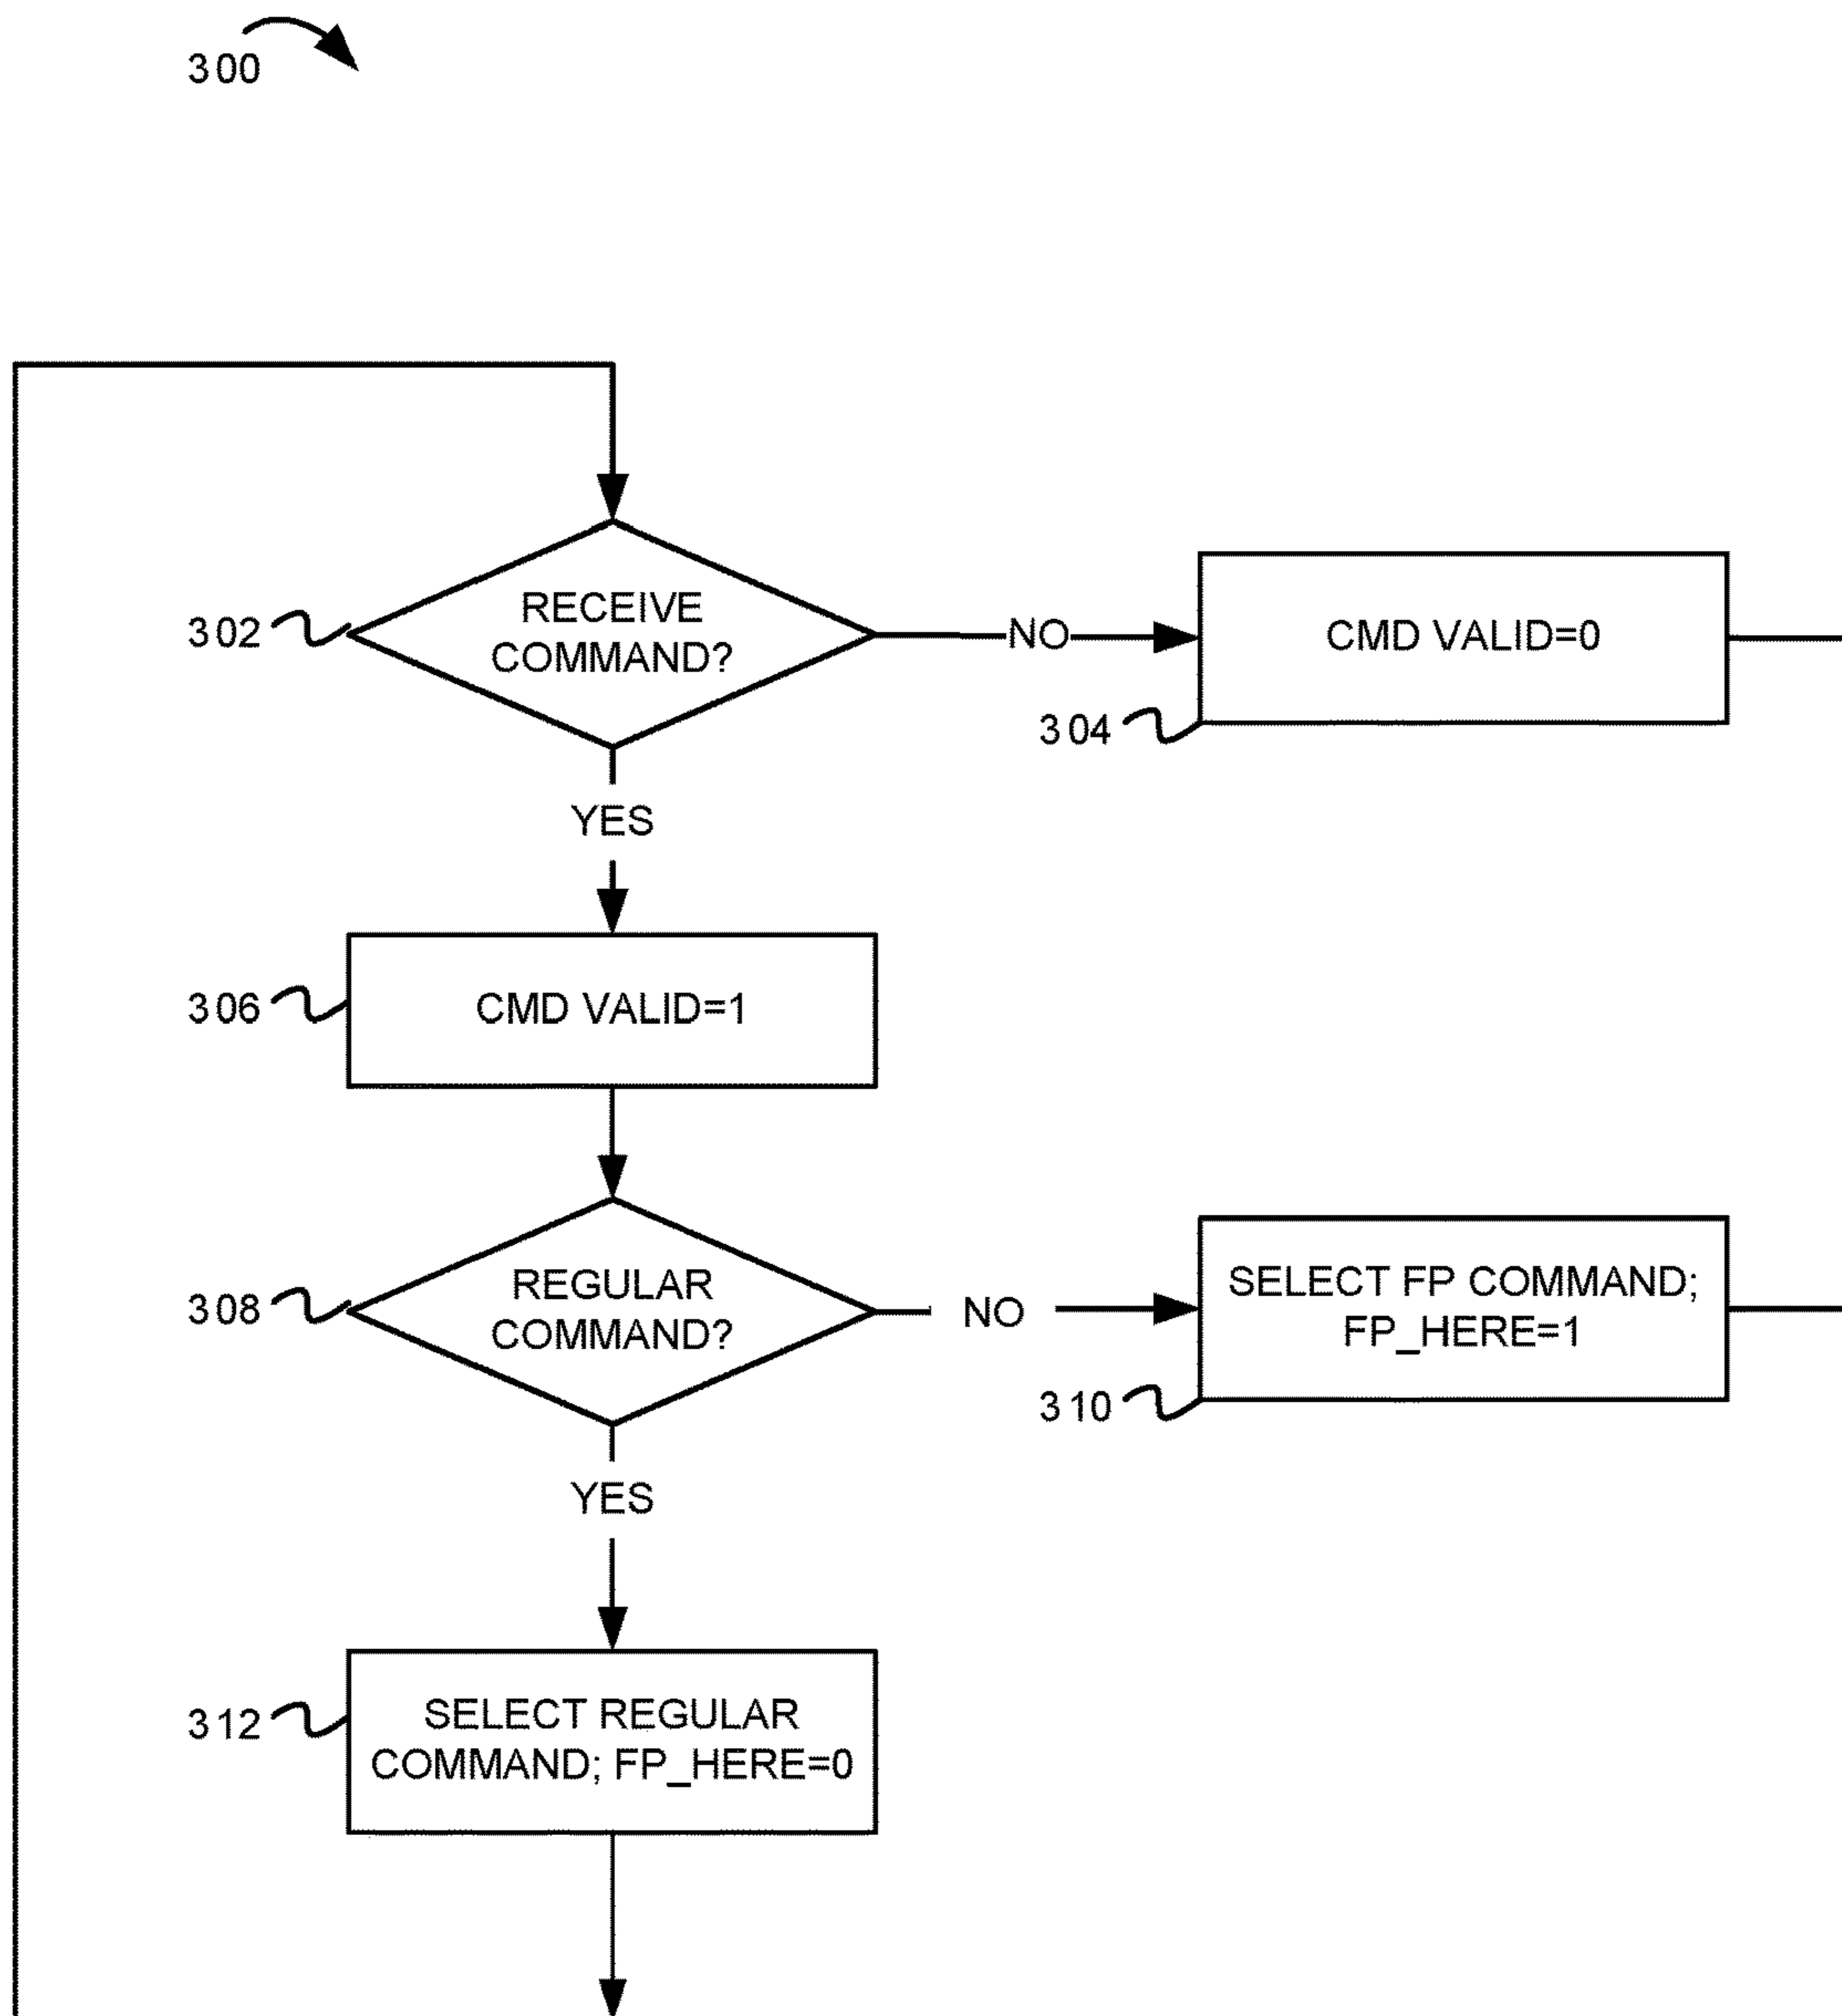 300
302
RECEIVE
COMMAND?
NO
CMD VALID=0
304
YES
306
CMD VALID=1
308
REGULAR
COMMAND?
NO
SELECT FP COMMAND;
FP_HERE=1
310
YES
312
SELECT REGULAR
COMMAND; FP_HERE=0